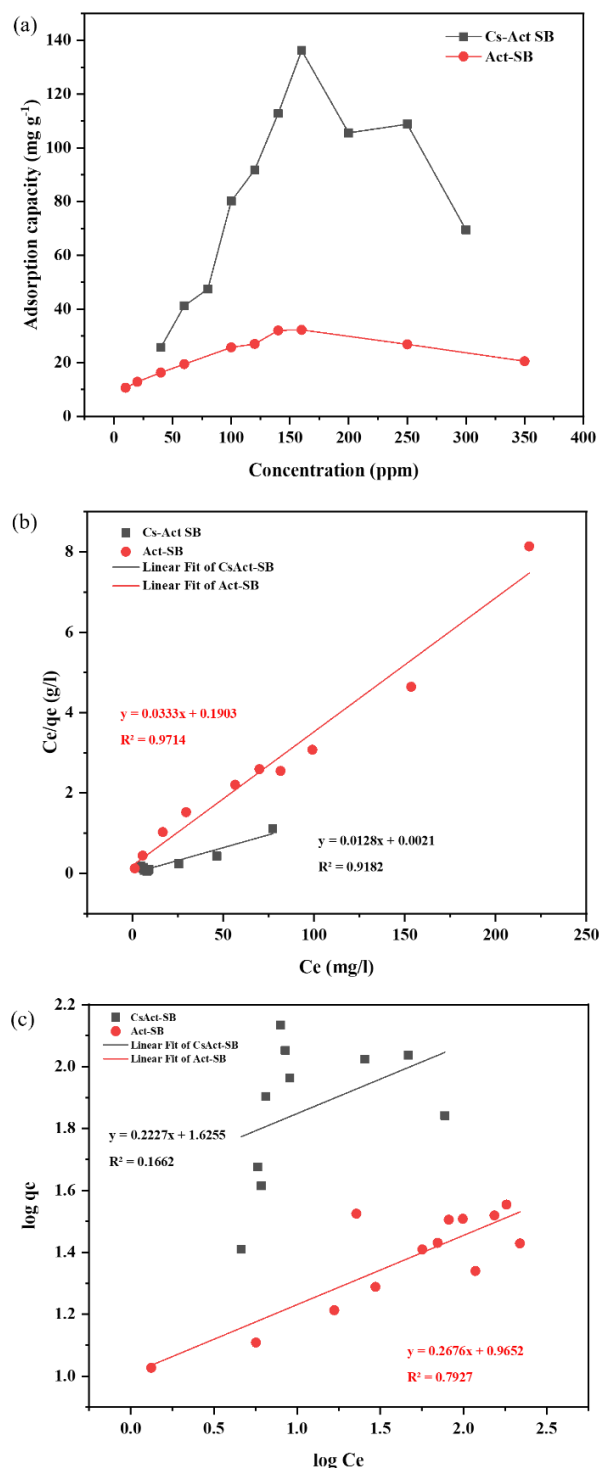 (a)
140
120
100
80
60
40
20
0
Adsorption capacity (mg g-1)
Cs-Act SB
Act-SB
0 50 100 150 200 250 300 350 400
Concentration (ppm)
(b)
8
6
4
2
0
Ce/qe (g/l)
Cs-Act SB
Act-SB
Linear Fit of CsAct-SB
Linear Fit of Act-SB
y = 0.0333x + 0.1903
R² = 0.9714
y = 0.0128x + 0.0021
R² = 0.9182
0 50 100 150 200 250
Ce (mg/l)
(c)
2.2
2.0
1.8
1.6
1.4
1.2
1.0
log qe
CsAct-SB
Act-SB
Linear Fit of CsAct-SB
Linear Fit of Act-SB
y = 0.2227x + 1.6255
R² = 0.1662
y = 0.2676x + 0.9652
R² = 0.7927
0.0 0.5 1.0 1.5 2.0 2.5
log Ce